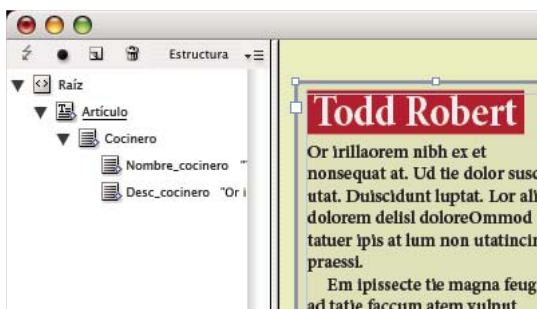 Estructura
Raíz
Artículo
Cocinero
Nombre_cocinero "
Desc_cocinero "Or i
Todd Robert
Or irillaorem nibh ex et
nonsequat at. Ud tie dolor susc
utat. Duiscidunt luptat. Lor ali
dolorem delisl doloreOmmod
tatuer ipis at lum non utatincir
praessi.
Em ipissecte tie magna feug
ad tatie faccum atem vulput